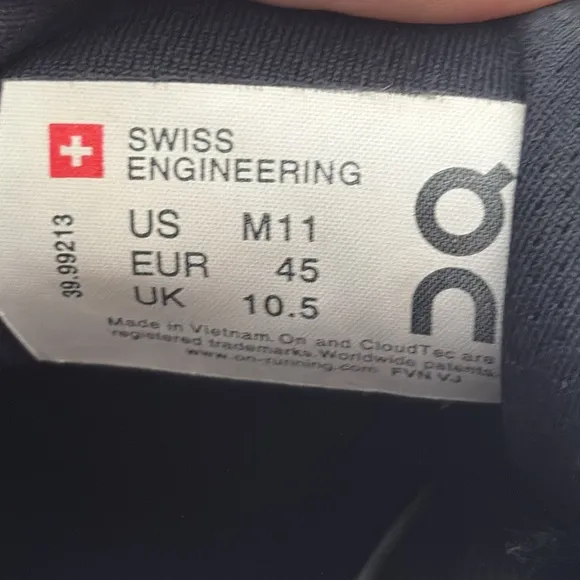 SWISS
ENGINEERING
US M11
EUR 45
UK 10.5
39.99213
Made in Vietnam. On and CloudTec are
registered trademarks. Worldwide patents.
www.on-running.com FVN VJ
On